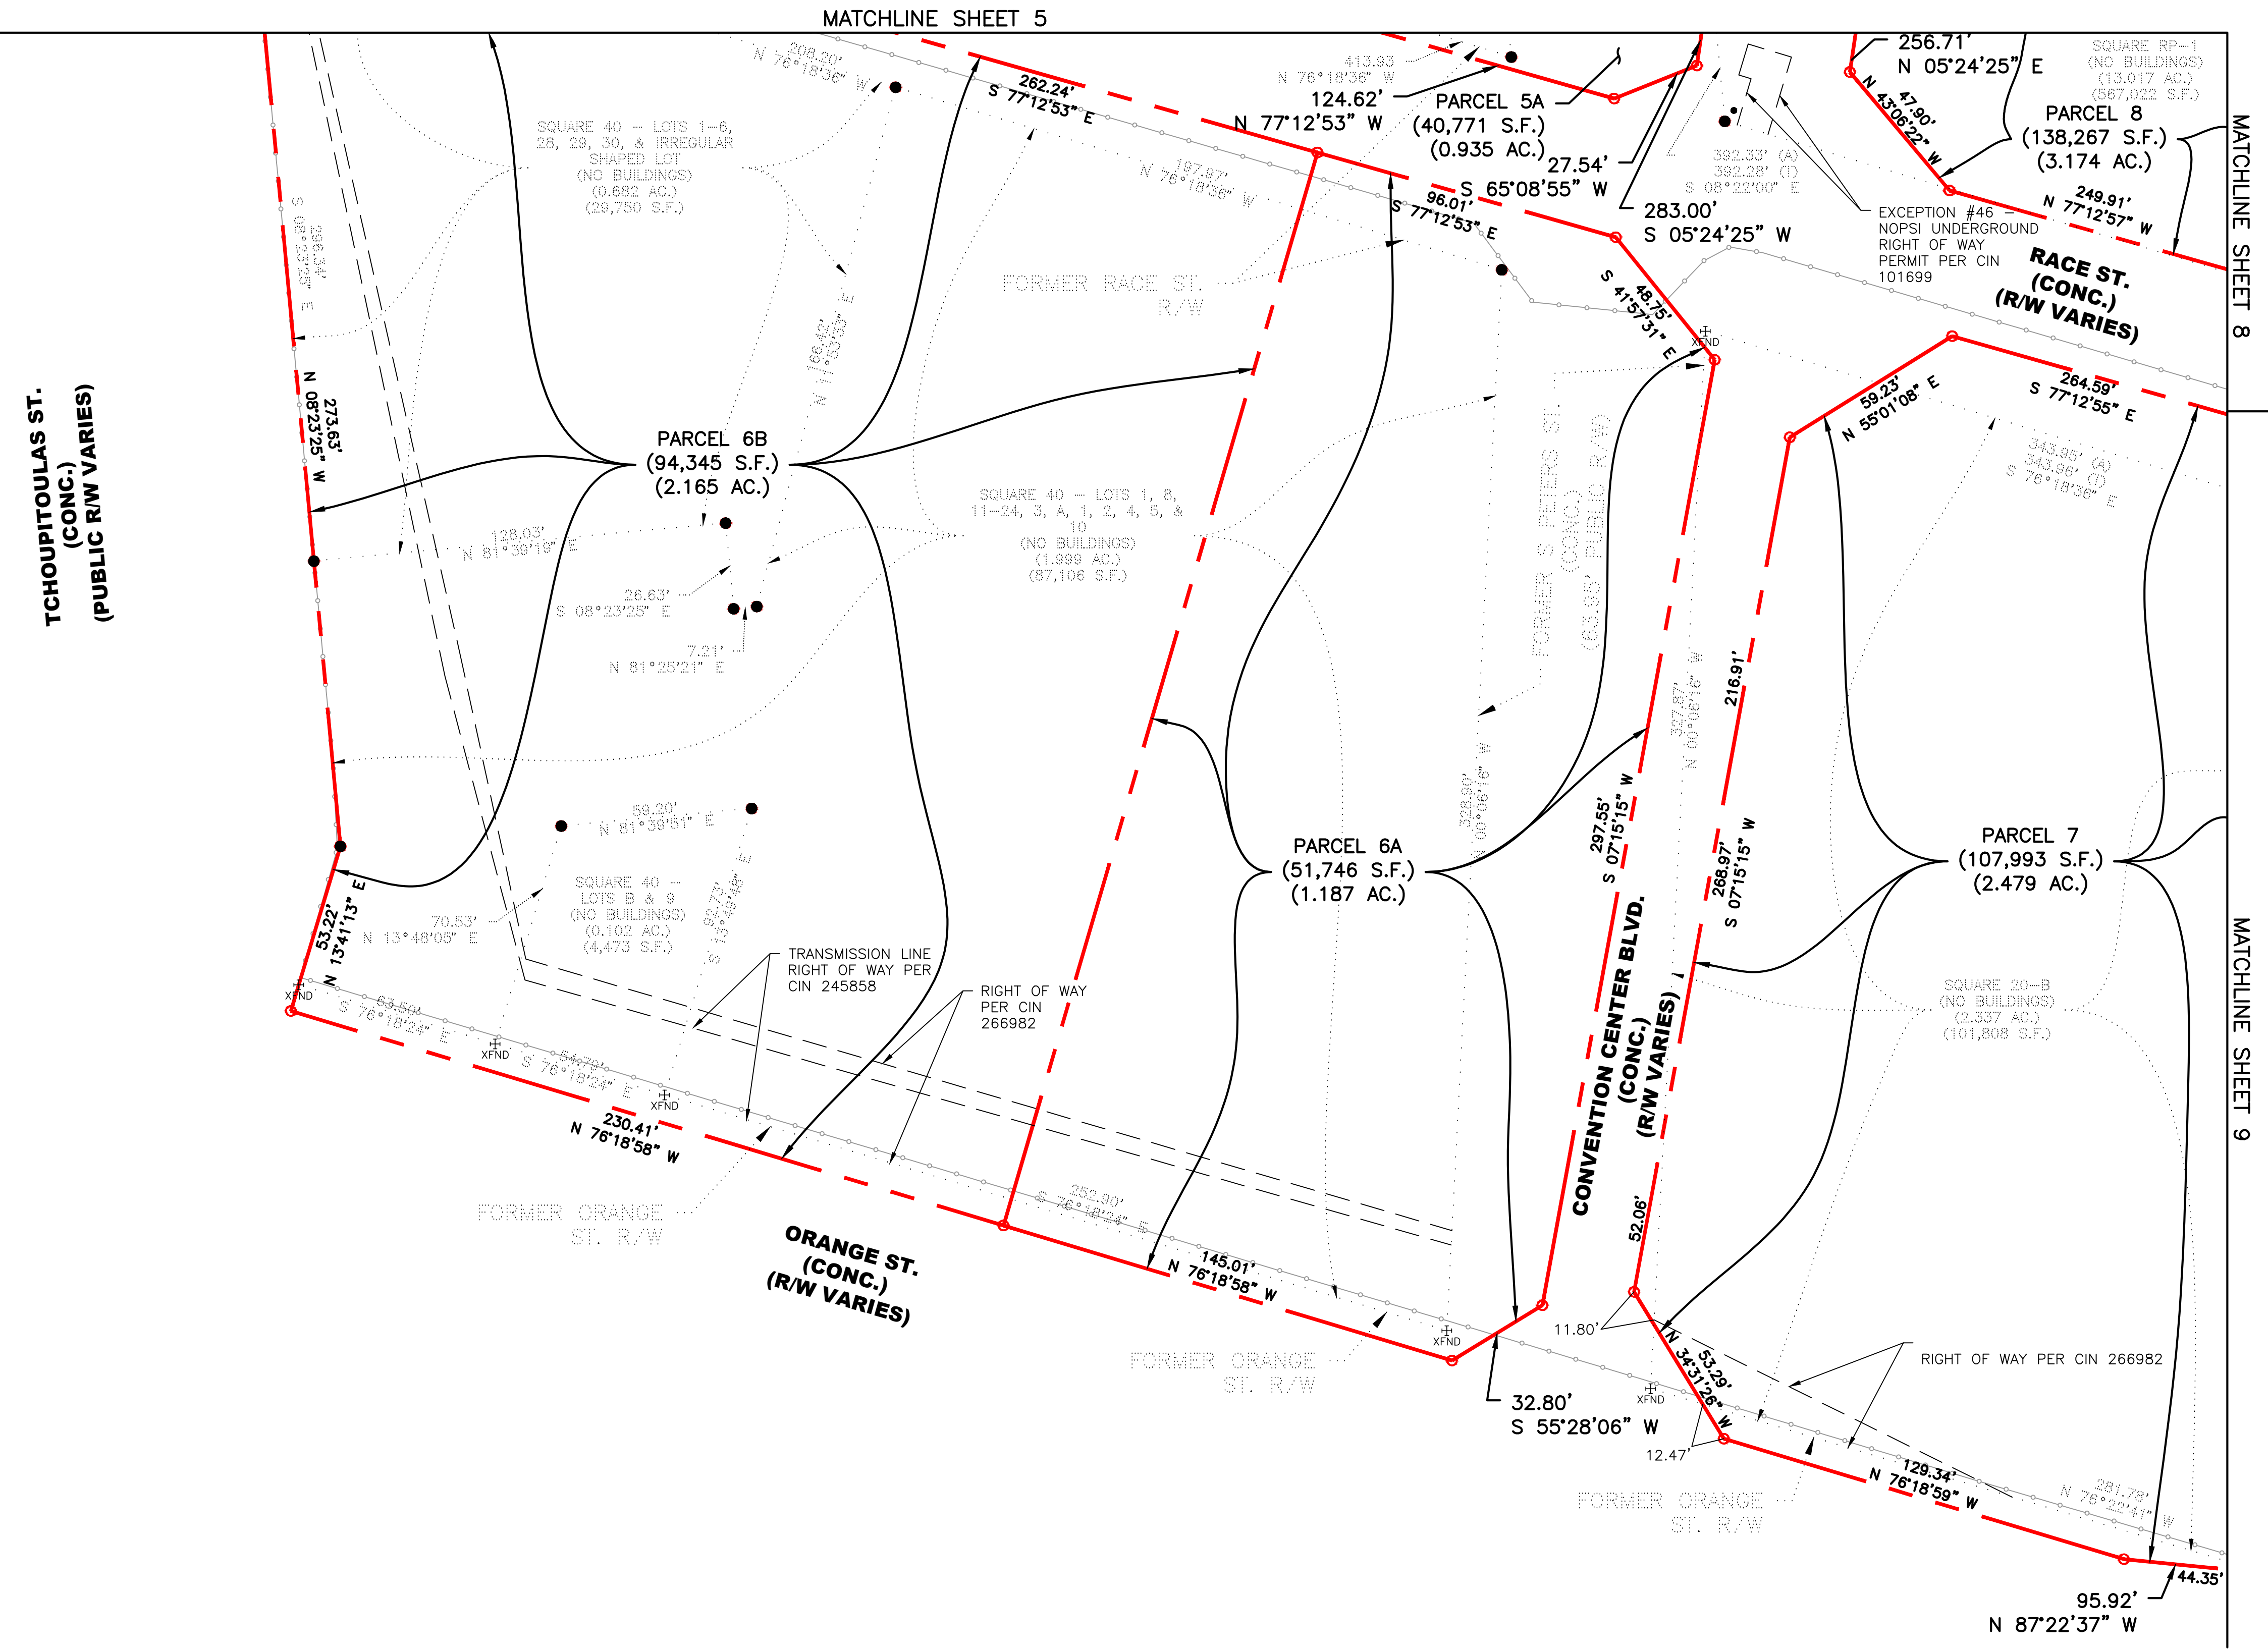 MATCHLINE SHEET 5
208.20'
N 76°18'36" W
262.24'
S 77°12'53" E
413.93
N 76°18'36" W
124.62'
N 77°12'53" W
PARCEL 5A
(40,771 S.F.)
(0.935 AC.)
27.54'
S 65°08'55" W
283.00'
S 05°24'25" W
392.33' (A)
392.28' (T)
S 08°22'00" E
256.71'
N 05°24'25" E
47.90'
N 43°06'22" W
SQUARE RP-1
(NO BUILDINGS)
(13.017 AC.)
(567,022 S.F.)
PARCEL 8
(138,267 S.F.)
(3.174 AC.)
249.91'
N 77°12'57" W
MATCHLINE SHEET 8
EXCEPTION #46 -
NOPSI UNDERGROUND
RIGHT OF WAY
PERMIT PER CIN
101699
RACE ST.
(CONC.)
(R/W VARIES)
SQUARE 40 - LOTS 1-6,
28, 29, 30, & IRREGULAR
SHAPED LOT
(NO BUILDINGS)
(0.682 AC.)
(29,750 S.F.)
197.97'
N 76°18'36" W
96.01'
S 77°12'53" E
296.34'
S 08°23'25" E
166.42'
N 11°53'33" E
FORMER RACE ST.
R/W
48.75'
S 41°57'31" E
XFND
59.23'
N 55°01'08" E
264.59'
S 77°12'55" E
343.95' (A)
343.96' (T)
S 76°18'36" E
TCHOUPITOULAS ST.
(CONC.)
(PUBLIC R/W VARIES)
273.63'
N 08°23'25" W
PARCEL 6B
(94,345 S.F.)
(2.165 AC.)
SQUARE 40 - LOTS 1, 8,
11-24, 3, A, 1, 2, 4, 5, &
10
(NO BUILDINGS)
(1.999 AC.)
(87,106 S.F.)
FORMER S PETERS ST.
(CONC.)
(63.95' PUBLIC R/W)
128.03'
N 81°39'19" E
26.63'
S 08°23'25" E
7.21'
N 81°25'21" E
327.87'
N 00°06'16" W
216.91'
328.90'
N 00°06'16" W
297.55'
S 07°15'15" W
268.97'
S 07°15'15" W
59.20'
N 81°39'51" E
SQUARE 40 -
LOTS B & 9
(NO BUILDINGS)
(0.102 AC.)
(4,473 S.F.)
92.73'
S 13°49'48" E
70.53'
N 13°48'05" E
53.22'
N 13°41'13" E
PARCEL 6A
(51,746 S.F.)
(1.187 AC.)
PARCEL 7
(107,993 S.F.)
(2.479 AC.)
MATCHLINE SHEET 9
TRANSMISSION LINE
RIGHT OF WAY PER
CIN 245858
RIGHT OF WAY
PER CIN
266982
SQUARE 20-B
(NO BUILDINGS)
(2.337 AC.)
(101,808 S.F.)
CONVENTION CENTER BLVD.
(CONC.)
(R/W VARIES)
XFND
63.50'
S 76°18'24" E
XFND
54.79'
S 76°18'24" E
XFND
230.41'
N 76°18'58" W
FORMER ORANGE
ST. R/W
252.90'
S 76°18'24" E
52.06'
ORANGE ST.
(CONC.)
(R/W VARIES)
145.01'
N 76°18'58" W
XFND
FORMER ORANGE
ST. R/W
32.80'
S 55°28'06" W
11.80'
53.29'
N 34°31'26" W
XFND
12.47'
RIGHT OF WAY PER CIN 266982
129.34'
N 76°18'59" W
281.78'
N 76°22'41" W
FORMER ORANGE
ST. R/W
44.35'
95.92'
N 87°22'37" W